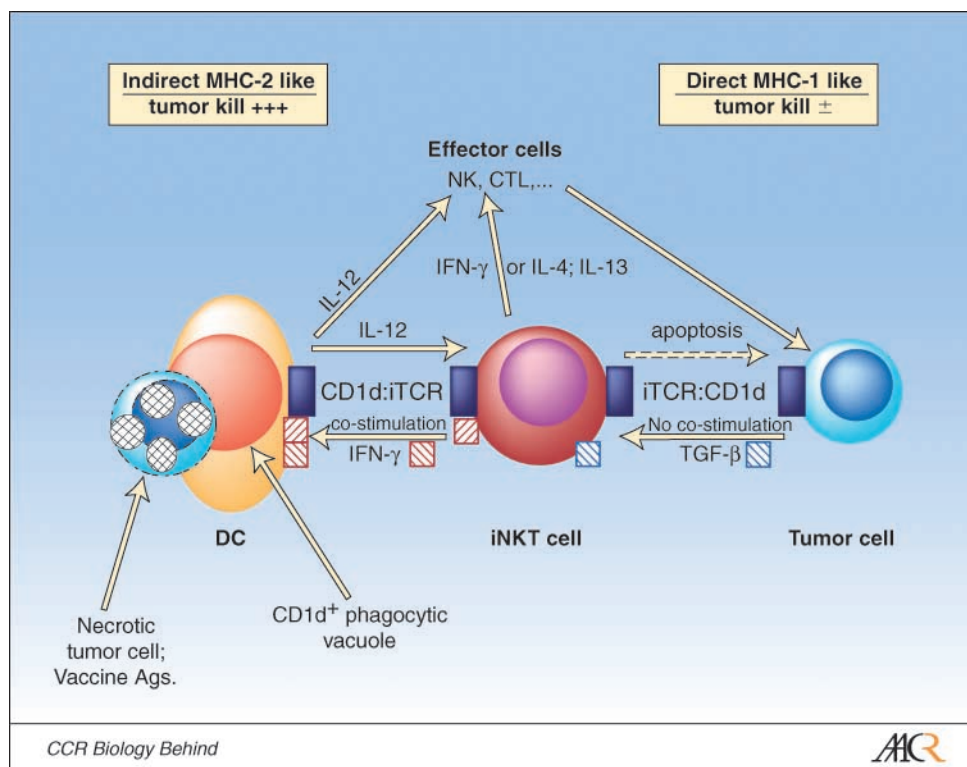 Indirect MHC-2 like
tumor kill +++
Direct MHC-1 like
tumor kill ±
Effector cells
NK, CTL,...
IL-12
IFN-γ or IL-4; IL-13
IL-12
apoptosis
CD1d:iTCR
iTCR:CD1d
co-stimulation
No co-stimulation
IFN-γ
TGF-β
DC
iNKT cell
Tumor cell
Necrotic
tumor cell;
Vaccine Ags.
CD1d+ phagocytic
vacuole
CCR Biology Behind
AACR